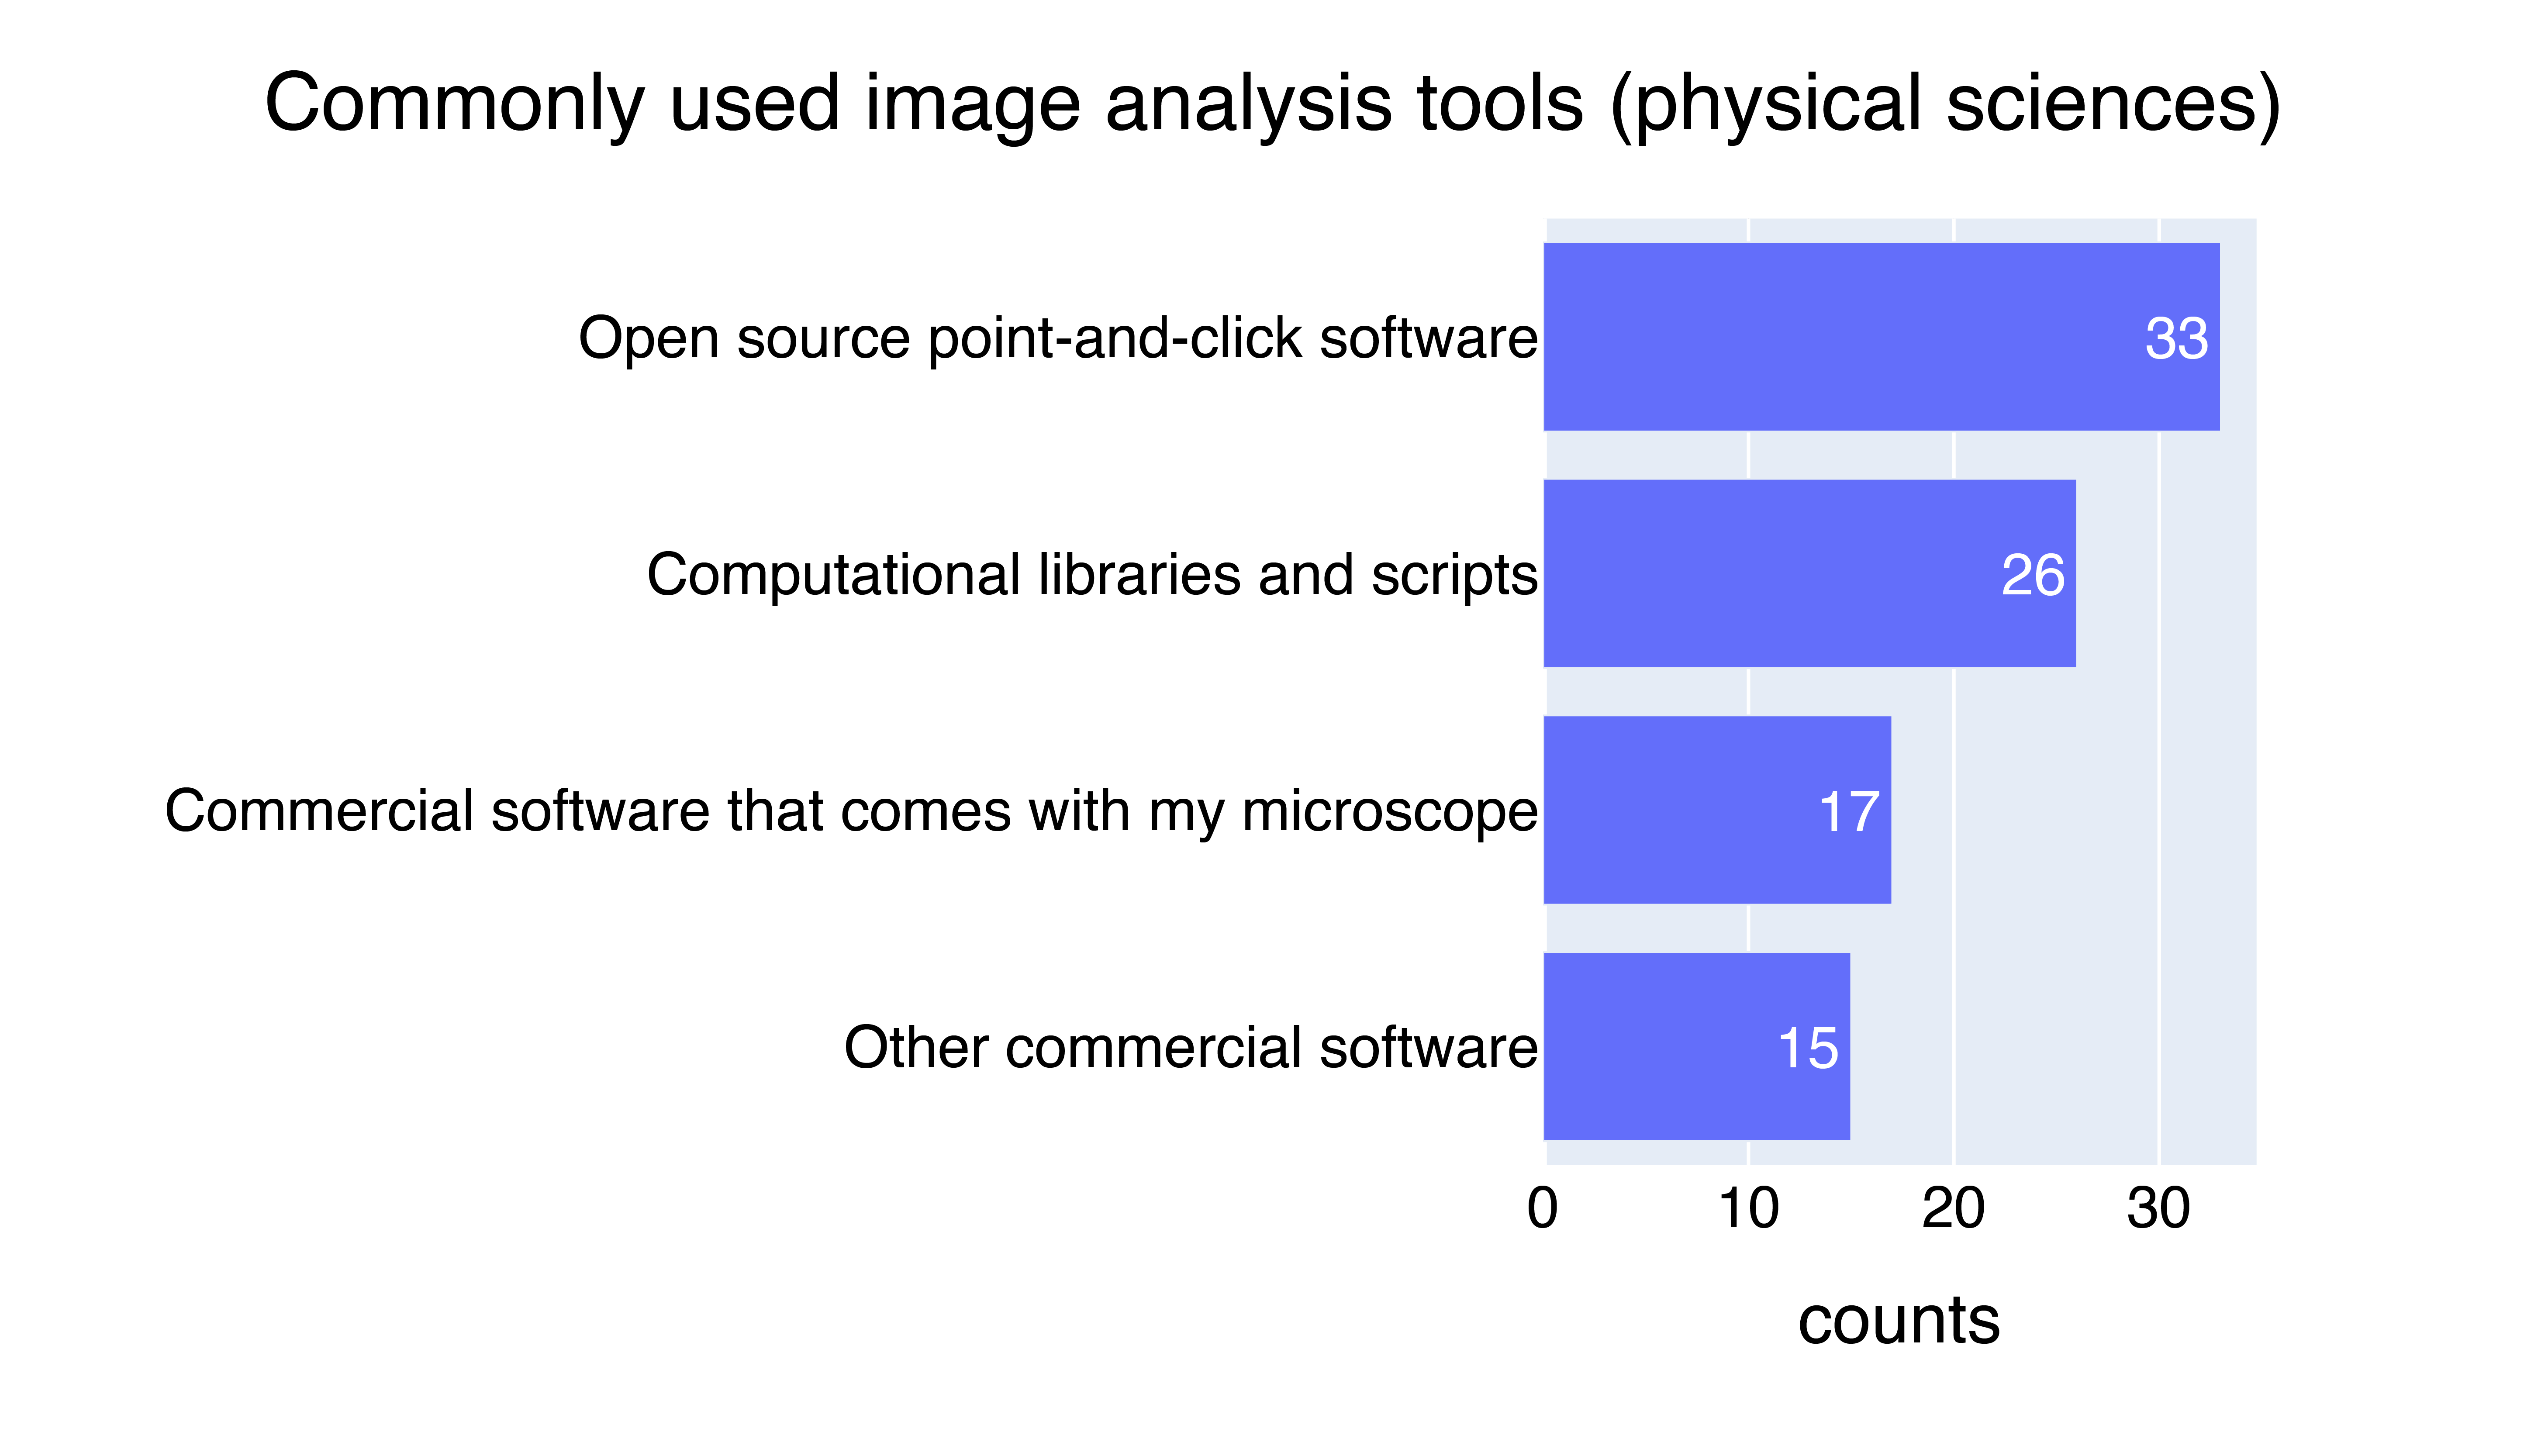 Commonly used image analysis tools (physical sciences)
Open source point-and-click software 33
Computational libraries and scripts 26
Commercial software that comes with my microscope 17
Other commercial software 15
0 10 20 30
counts